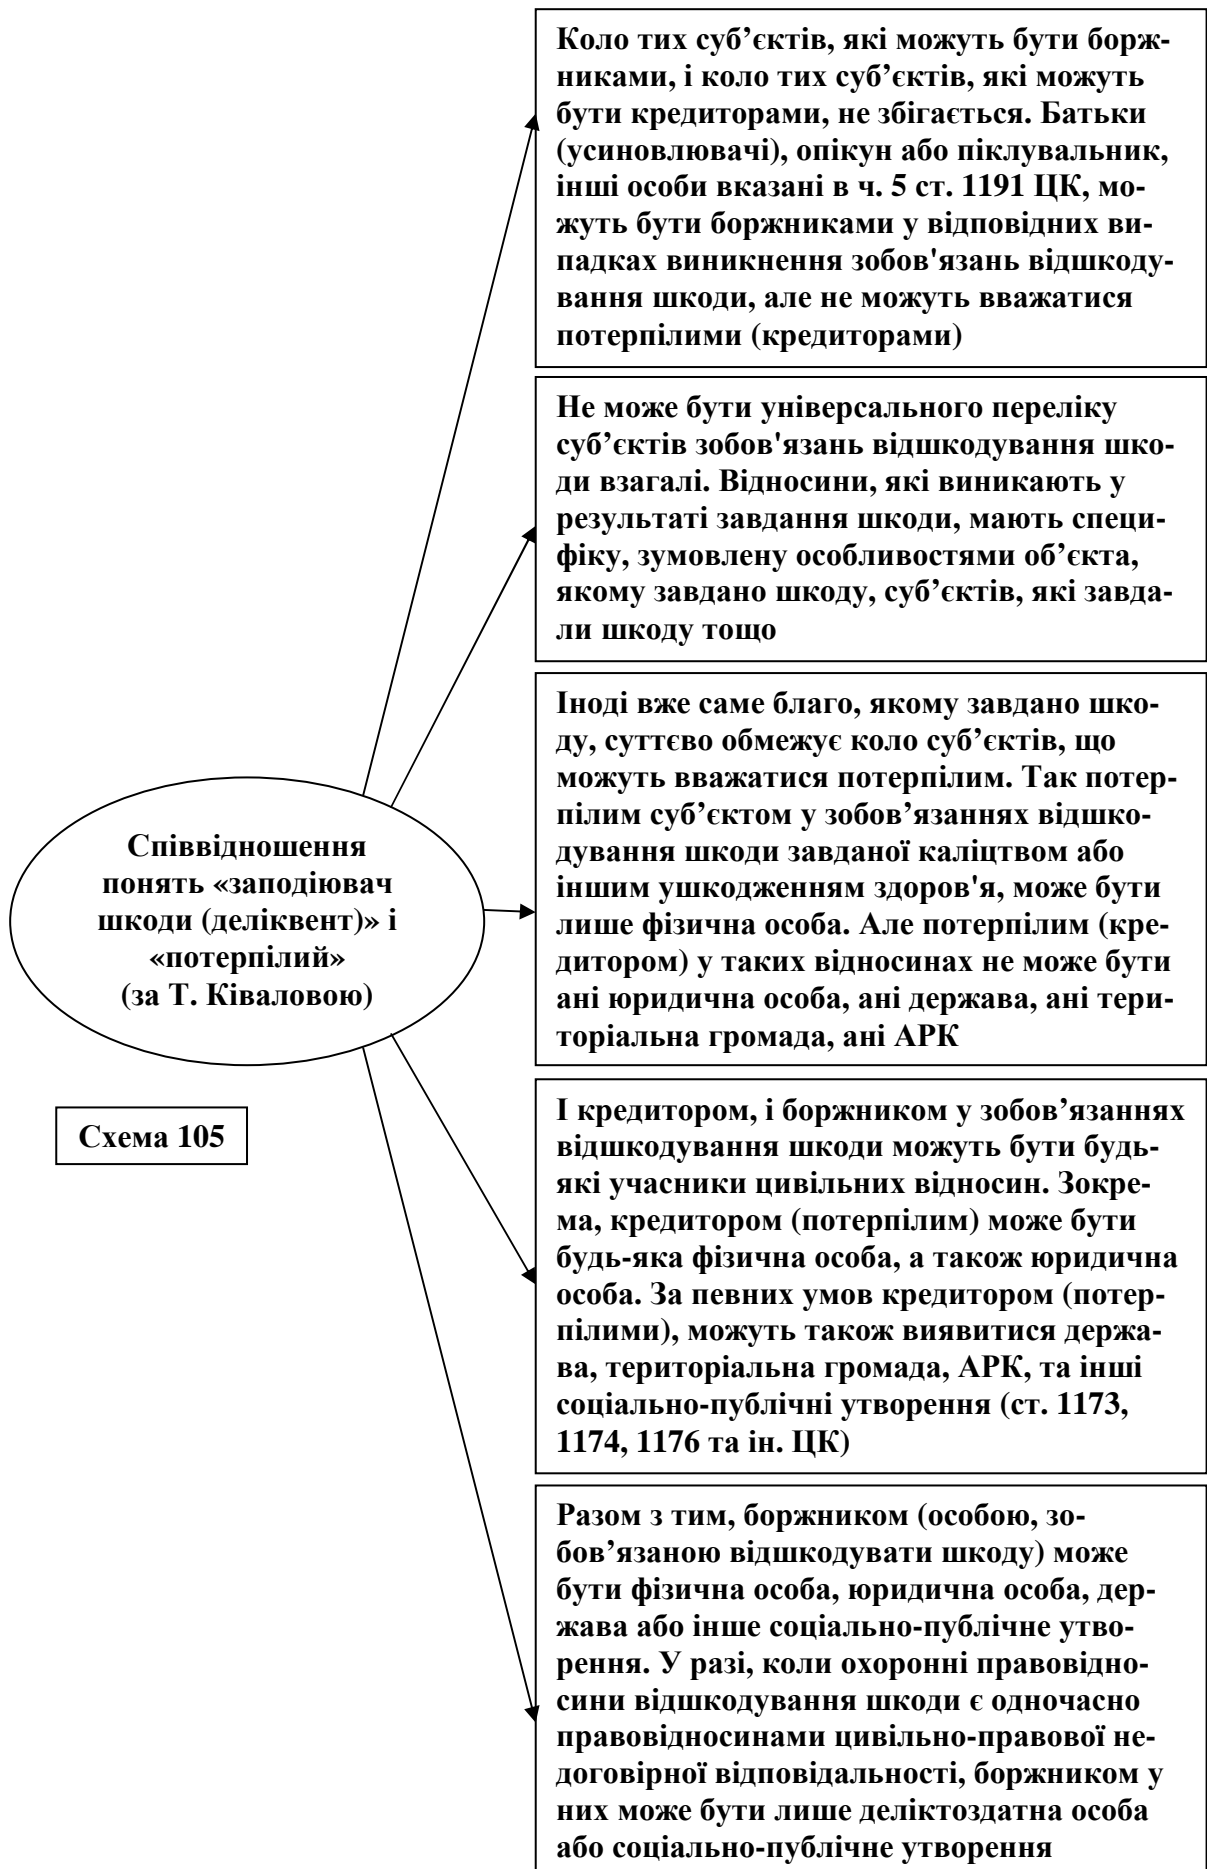 Коло тих суб’єктів, які можуть бути борж-
никами, і коло тих суб’єктів, які можуть
бути кредиторами, не збігається. Батьки
(усиновлювачі), опікун або піклувальник,
інші особи вказані в ч. 5 ст. 1191 ЦК, мо-
жуть бути боржниками у відповідних ви-
падках виникнення зобов'язань відшкоду-
вання шкоди, але не можуть вважатися
потерпілими (кредиторами)
Не може бути універсального переліку
суб’єктів зобов'язань відшкодування шко-
ди взагалі. Відносини, які виникають у
результаті завдання шкоди, мають специ-
фіку, зумовлену особливостями об’єкта,
якому завдано шкоду, суб’єктів, які завда-
ли шкоду тощо
Іноді вже саме благо, якому завдано шко-
ду, суттєво обмежує коло суб’єктів, що
можуть вважатися потерпілим. Так потер-
пілим суб’єктом у зобов’язаннях відшко-
дування шкоди завданої каліцтвом або
іншим ушкодженням здоров'я, може бути
лише фізична особа. Але потерпілим (кре-
дитором) у таких відносинах не може бути
ані юридична особа, ані держава, ані тери-
торіальна громада, ані АРК
Співвідношення
понять «заподіювач
шкоди (деліквент)» і
«потерпілий»
(за Т. Ківаловою)
Схема 105
І кредитором, і боржником у зобов’язаннях
відшкодування шкоди можуть бути будь-
які учасники цивільних відносин. Зокре-
ма, кредитором (потерпілим) може бути
будь-яка фізична особа, а також юридична
особа. За певних умов кредитором (потер-
пілими), можуть також виявитися держа-
ва, територіальна громада, АРК, та інші
соціально-публічні утворення (ст. 1173,
1174, 1176 та ін. ЦК)
Разом з тим, боржником (особою, зо-
бов’язаною відшкодувати шкоду) може
бути фізична особа, юридична особа, дер-
жава або інше соціально-публічне утво-
рення. У разі, коли охоронні правовідно-
сини відшкодування шкоди є одночасно
правовідносинами цивільно-правової не-
договірної відповідальності, боржником у
них може бути лише деліктоздатна особа
або соціально-публічне утворення